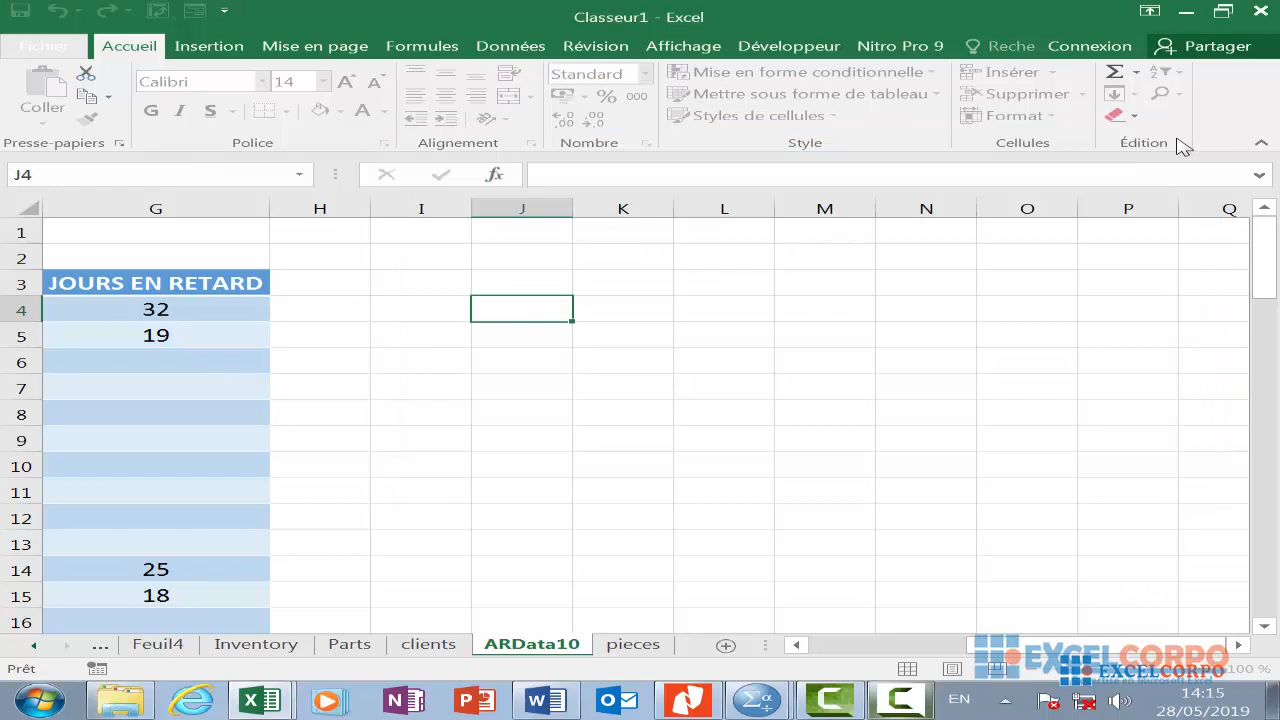 Classeur1 - Excel
Fichier Accueil Insertion Mise en page Formules Données Révision Affichage Développeur Nitro Pro 9 Reche Connexion Partager
Coller
Calibri 14
G I S
Standard
% 000
Mise en forme conditionnelle
Mettre sous forme de tableau
Styles de cellules
Insérer
Supprimer
Format
Presse-papiers Police Alignement Nombre Style Cellules Édition
J4 fx
G H I J K L M N O P Q
1
2
3 JOURS EN RETARD
4 32
5 19
6
7
8
9
10
11
12
13
14 25
15 18
16
... Feuil4 Inventory Parts clients ARData10 pieces
Prêt 100 %
EXCELCORPO
EXCELCORPO
EN 14:15
28/05/2019